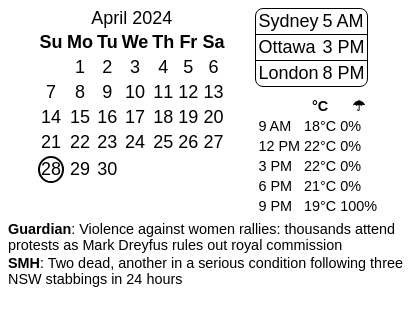 April 2024
Su Mo Tu We Th Fr Sa
1 2 3 4 5 6
7 8 9 10 11 12 13
14 15 16 17 18 19 20
21 22 23 24 25 26 27
28 29 30
Sydney 5 AM
Ottawa 3 PM
London 8 PM
°C ☂
9 AM 18°C 0%
12 PM 22°C 0%
3 PM 22°C 0%
6 PM 21°C 0%
9 PM 19°C 100%
Guardian: Violence against women rallies: thousands attend
protests as Mark Dreyfus rules out royal commission
SMH: Two dead, another in a serious condition following three
NSW stabbings in 24 hours